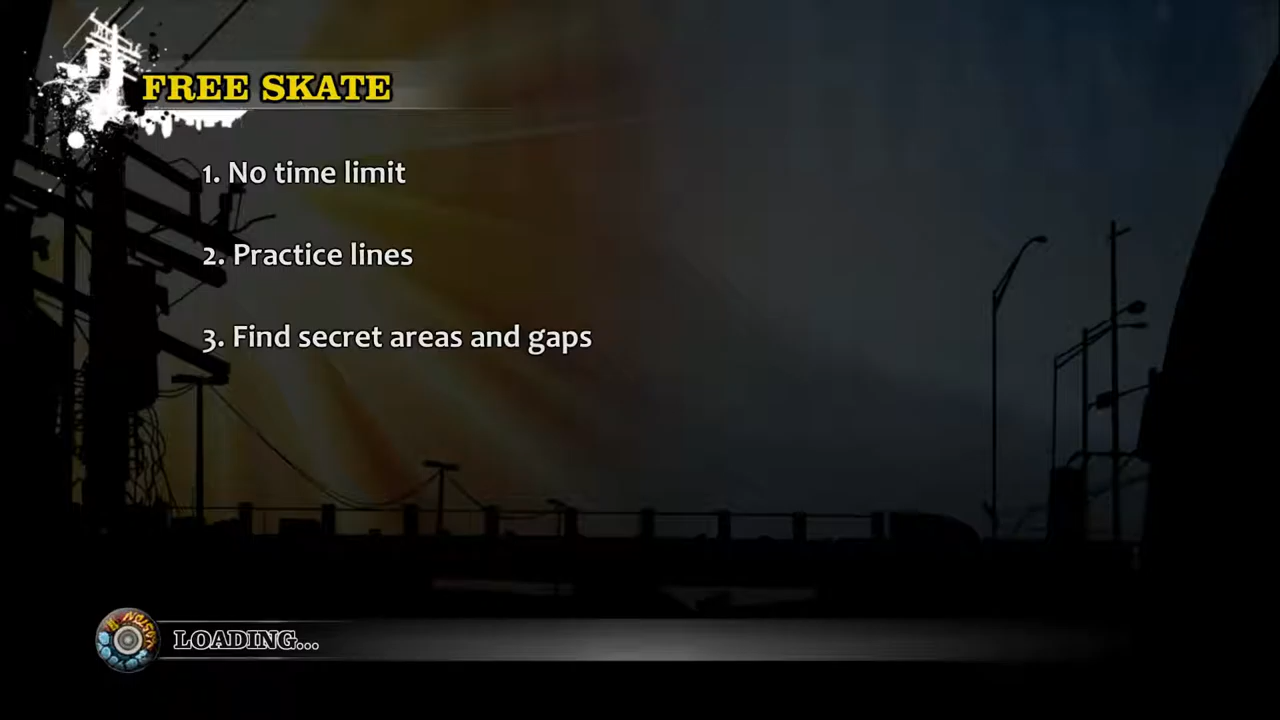 FREE SKATE
1. No time limit
2. Practice lines
3. Find secret areas and gaps
LOADING...